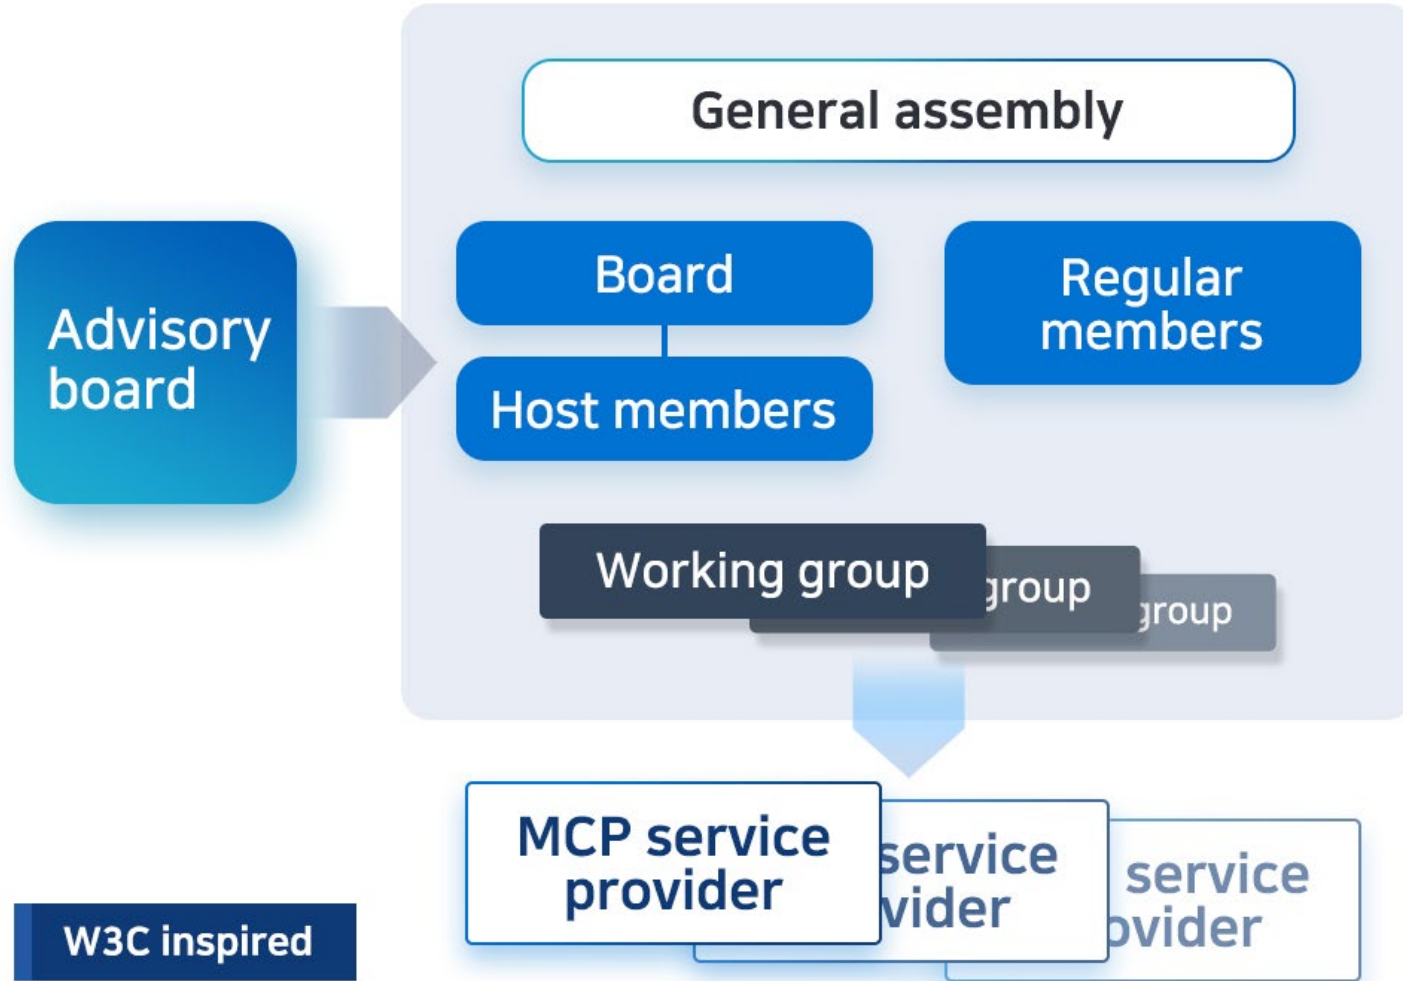 General assembly
Advisory
board
Board
Host members
Regular
members
Working group
group
group
MCP service
provider
service
vider
service
ovider
W3C inspired